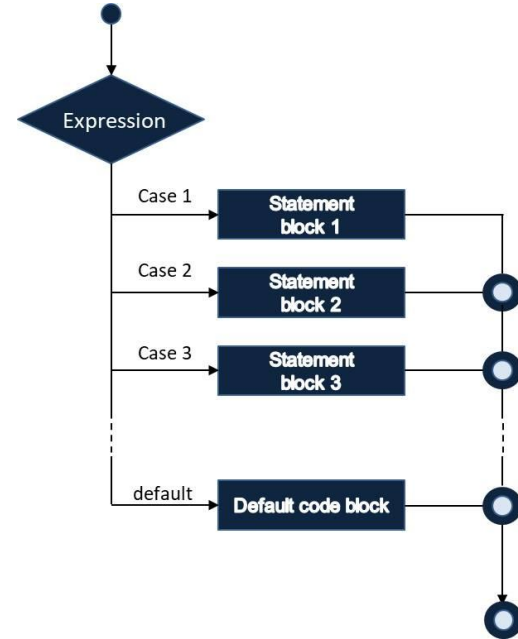 Expression
Case 1
Statement
block 1
Case 2
Statement
block 2
Case 3
Statement
block 3
default
Default code block